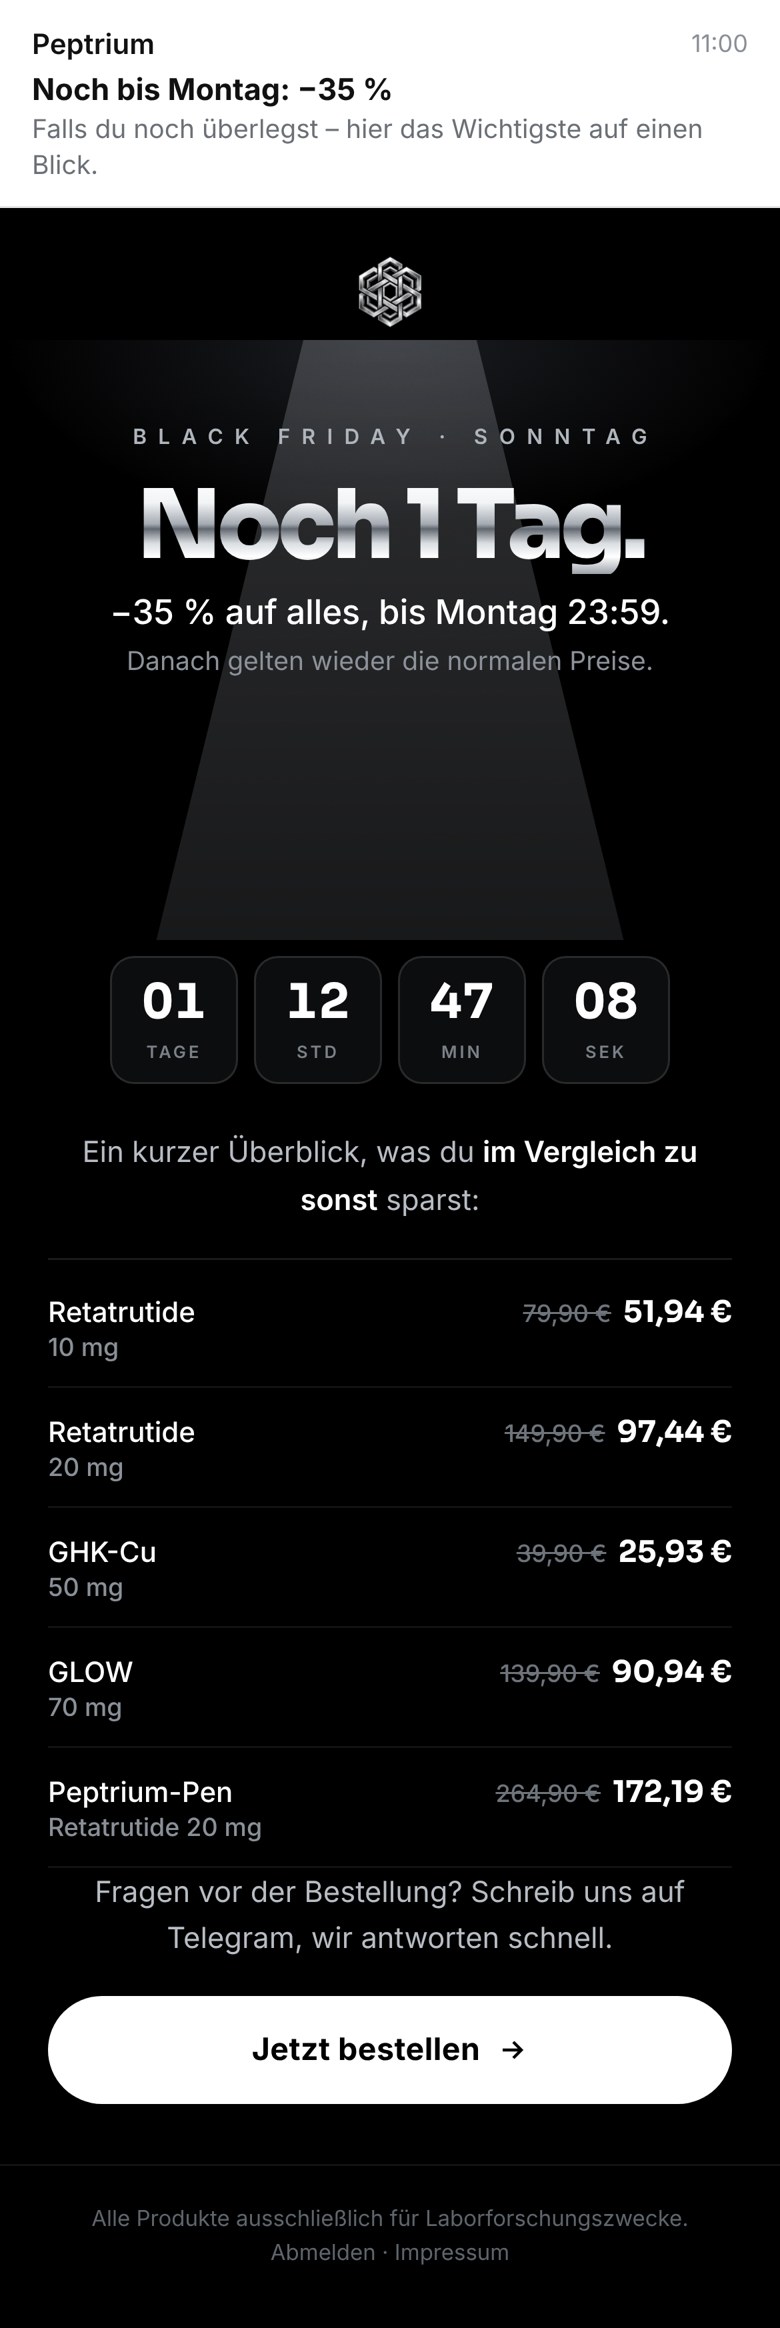 Peptrium
11:00
Noch bis Montag: −35 %
Falls du noch überlegst – hier das Wichtigste auf einen
Blick.
BLACK FRIDAY · SONNTAG
Noch 1 Tag.
−35 % auf alles, bis Montag 23:59.
Danach gelten wieder die normalen Preise.
01 12 47 08
TAGE STD MIN SEK
Ein kurzer Überblick, was du im Vergleich zu
sonst sparst:
Retatrutide 79,90 € 51,94 €
10 mg
Retatrutide 149,90 € 97,44 €
20 mg
GHK-Cu 39,90 € 25,93 €
50 mg
GLOW 139,90 € 90,94 €
70 mg
Peptrium-Pen 264,90 € 172,19 €
Retatrutide 20 mg
Fragen vor der Bestellung? Schreib uns auf
Telegram, wir antworten schnell.
Jetzt bestellen →
Alle Produkte ausschließlich für Laborforschungszwecke.
Abmelden · Impressum